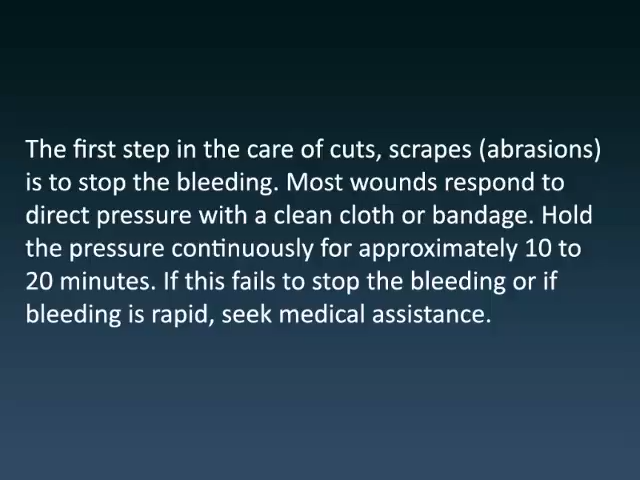 The first step in the care of cuts, scrapes (abrasions)
is to stop the bleeding. Most wounds respond to
direct pressure with a clean cloth or bandage. Hold
the pressure continuously for approximately 10 to
20 minutes. If this fails to stop the bleeding or if
bleeding is rapid, seek medical assistance.